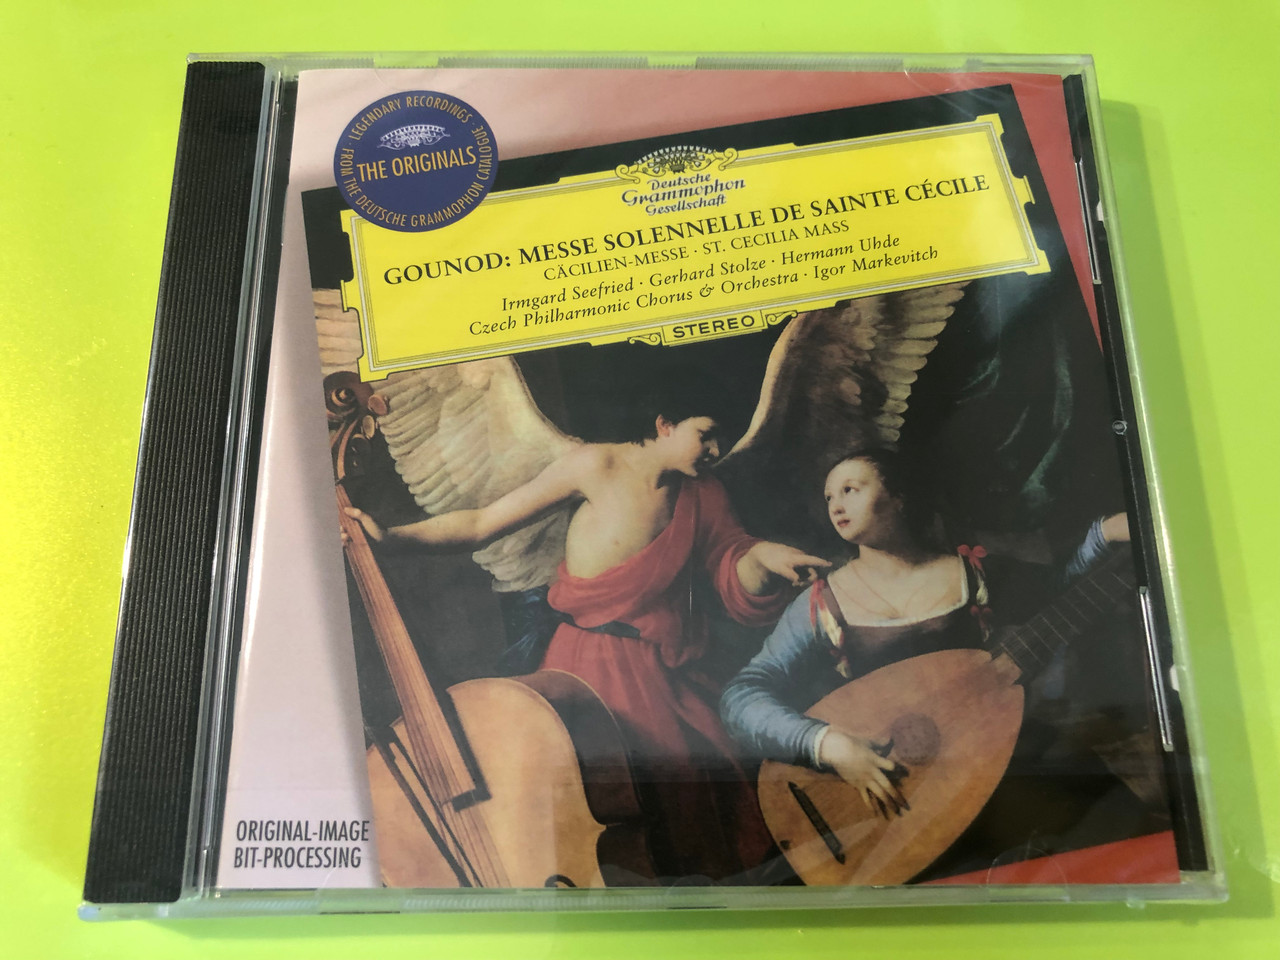 LEGENDARY RECORDINGS
THE ORIGINALS
· FROM THE DEUTSCHE GRAMMOPHON CATALOGUE ·
Deutsche
Grammophon
Gesellschaft
GOUNOD: MESSE SOLENNELLE DE SAINTE CÉCILE
CÄCILIEN-MESSE · ST. CECILIA MASS
Irmgard Seefried · Gerhard Stolze · Hermann Uhde
Czech Philharmonic Chorus & Orchestra · Igor Markevitch
STEREO
ORIGINAL-IMAGE
BIT-PROCESSING